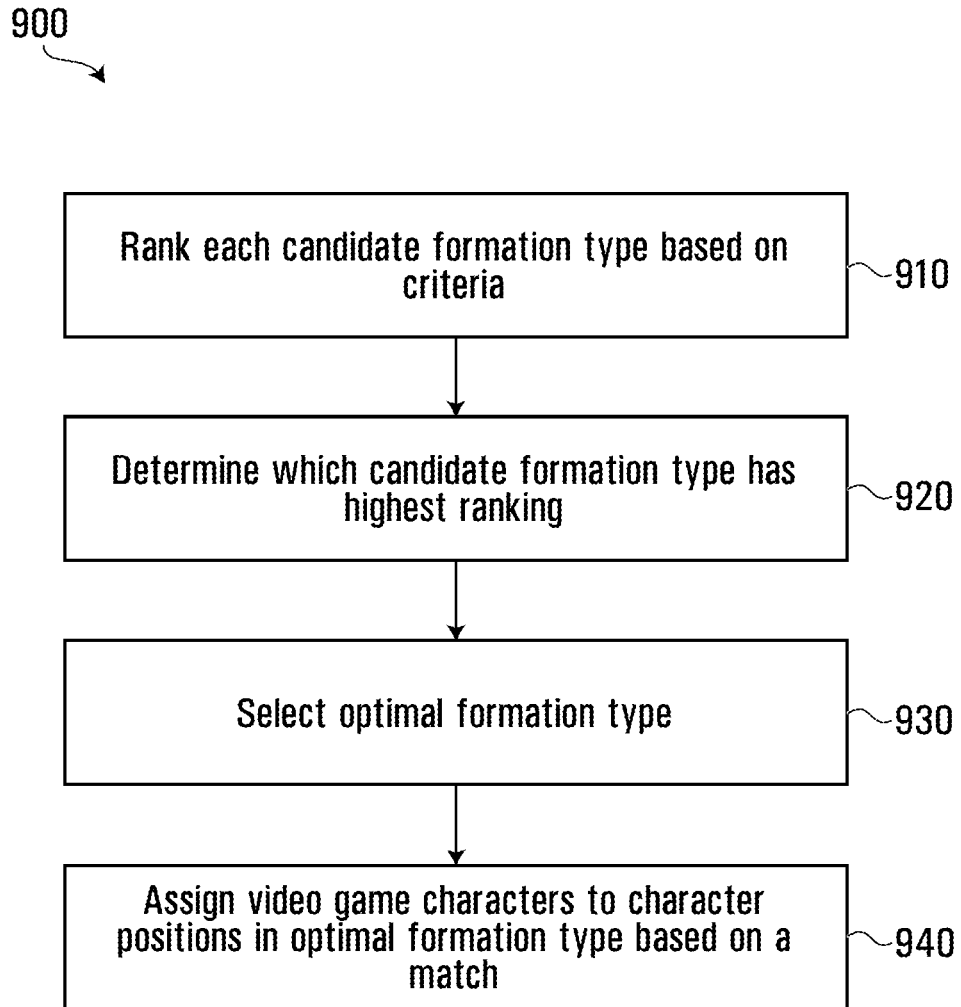 900
Rank each candidate formation type based on
criteria
910
Determine which candidate formation type has
highest ranking
920
Select optimal formation type
930
Assign video game characters to character
positions in optimal formation type based on a
match
940